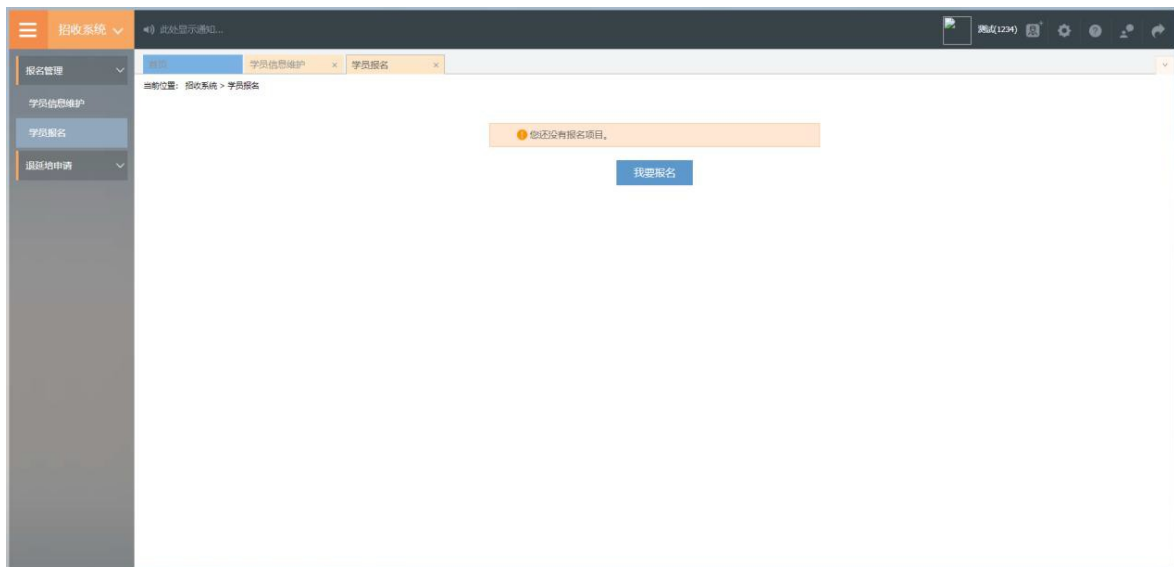 招收系统
此处显示通知...
测试(1234)
报名管理
学员信息维护
学员报名
退延培申请
首页
学员信息维护 ×
学员报名 ×
当前位置： 招收系统 > 学员报名
您还没有报名项目。
我要报名